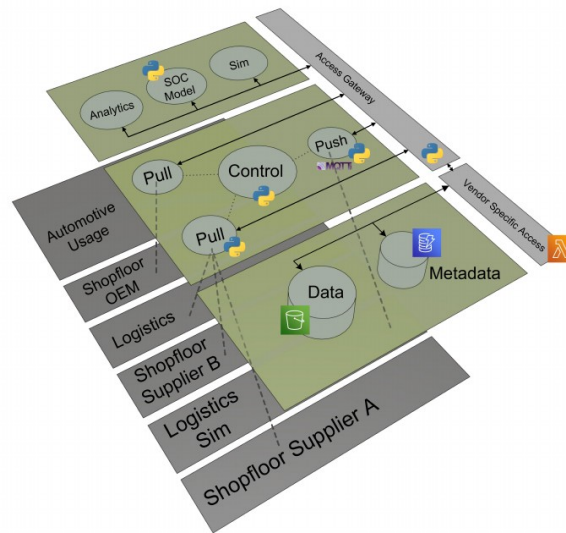 Sim
SOC
Model
Analytics
Access Gateway
Push
MQTT
Pull
Control
Pull
Vendor Specific Access
Metadata
Data
Automotive
Usage
Shopfloor
OEM
Logistics
Shopfloor
Supplier B
Logistics
Sim
Shopfloor Supplier A